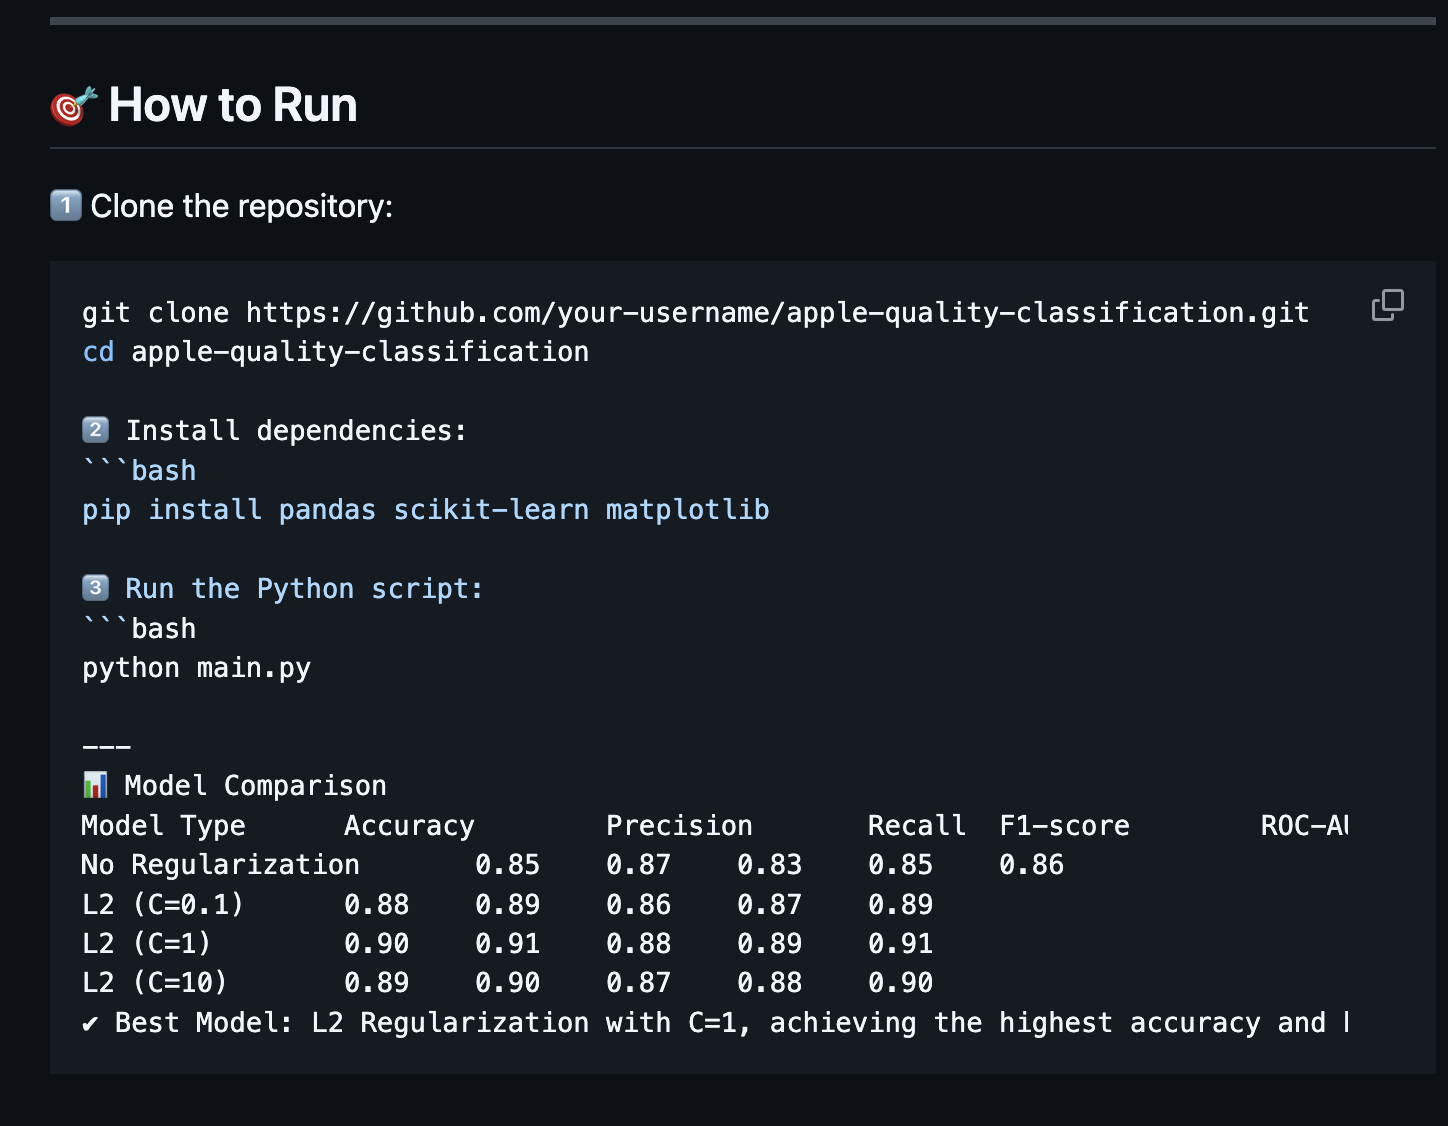 🎯 How to Run
1️⃣ Clone the repository:
git clone https://github.com/your-username/apple-quality-classification.git
cd apple-quality-classification
2️⃣ Install dependencies:
```bash
pip install pandas scikit-learn matplotlib
3️⃣ Run the Python script:
```bash
python main.py
---
📊 Model Comparison
Model Type Accuracy Precision Recall F1-score
No Regularization 0.85 0.87 0.83 0.85 0.86
L2 (C=0.1) 0.88 0.89 0.86 0.87 0.89
L2 (C=1) 0.90 0.91 0.88 0.89 0.91
L2 (C=10) 0.89 0.90 0.87 0.88 0.90
✔ Best Model: L2 Regularization with C=1, achieving the highest accuracy and